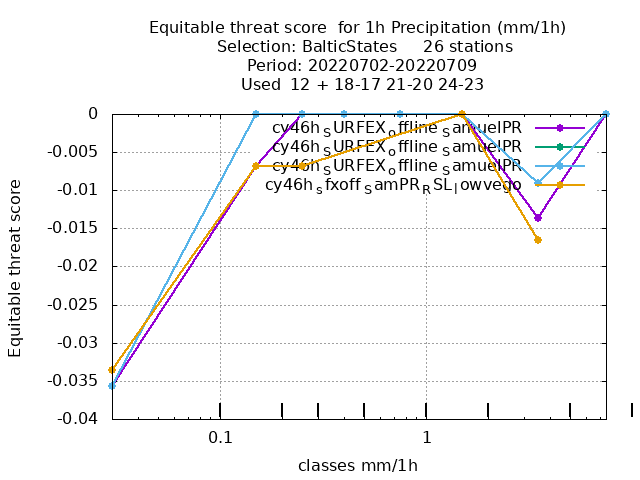 Equitable threat score  for 1h Precipitation (mm/1h)
Selection: BalticStates     26 stations
Period: 20220702-20220709
Used  12 + 18-17 21-20 24-23
0
cy46h_sURFEX_offline_samuelPR
-0.005
cy46h_sURFEX_offline_samuelPR
cy46h_sURFEX_offline_samuelPR
-0.01
cy46h_sfxoff_samPR_RSL_lowvego
-0.015
-0.02
-0.025
-0.03
-0.035
-0.04
0.1
1
classes mm/1h
Equitable threat score